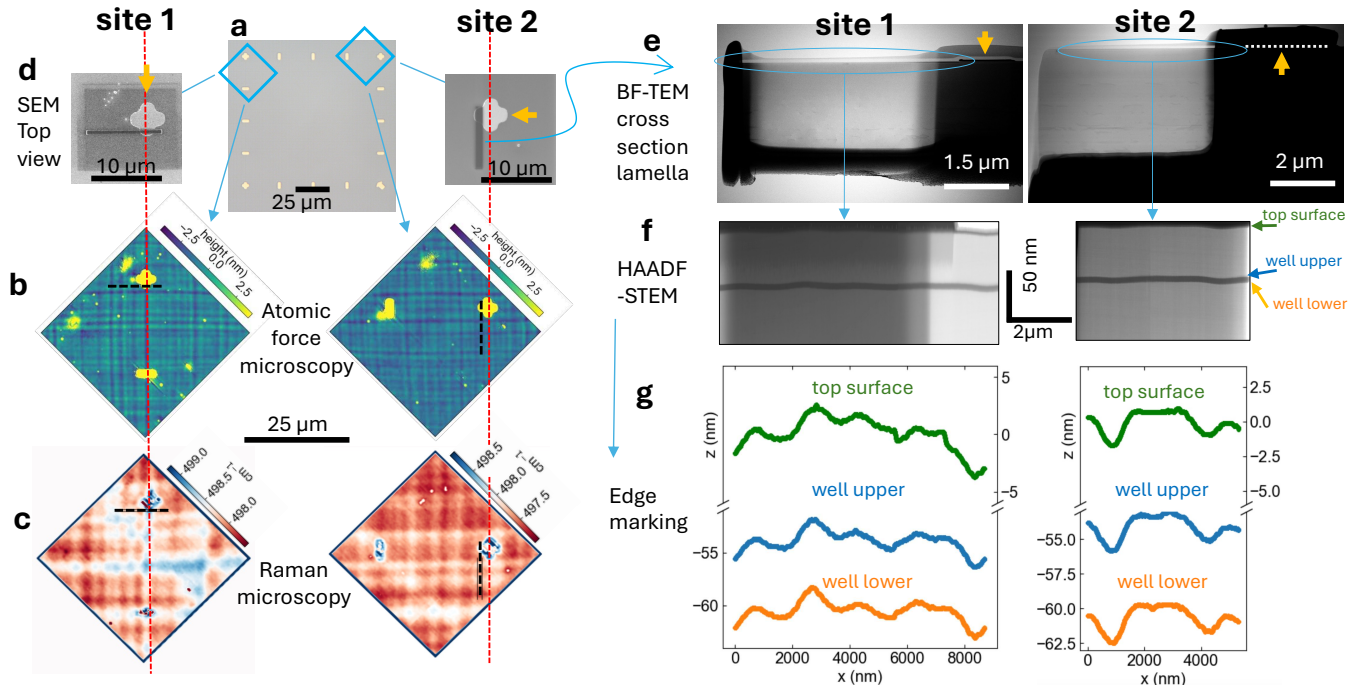 site 1
a
site 2
d
SEM
Top
view
10 µm
25 µm
10 µm
e
BF-TEM
cross
section
lamella
site 1
1.5 µm
site 2
2 µm
b
height (nm)
−2.5
0.0
2.5
Atomic
force
microscopy
height (nm)
−2.5
0.0
2.5
25 µm
c
499.0
498.5
498.0
cm⁻¹
Raman
microscopy
498.5
498.0
497.5
cm⁻¹
f
HAADF
-STEM
50 nm
2µm
top surface
well upper
well lower
Edge
marking
g
top surface
well upper
well lower
z (nm)
5
0
−5
−55
−60
0
2000
4000
6000
8000
x (nm)
top surface
well upper
well lower
z (nm)
2.5
0.0
−2.5
−5.0
−55.0
−57.5
−60.0
−62.5
0
2000
4000
x (nm)